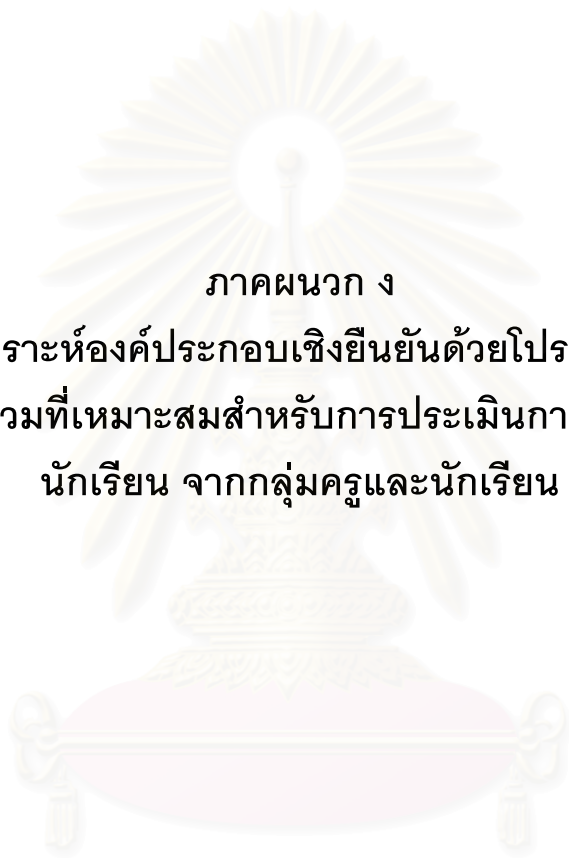 ภาคผนวก ง
ราะห์องค์ประกอบเชิงยืนยันด้วยโปร
วมที่เหมาะสมสำหรับการประเมินกา
นักเรียน จากกลุ่มครูและนักเรียน